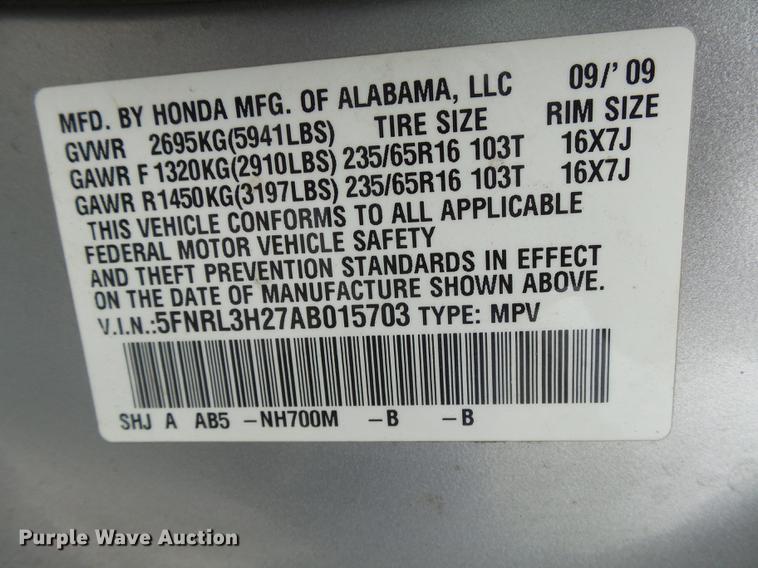 MFD. BY HONDA MFG. OF ALABAMA, LLC 09/'09
GVWR 2695KG(5941LBS) TIRE SIZE RIM SIZE
GAWR F 1320KG(2910LBS) 235/65R16 103T 16X7J
GAWR R1450KG(3197LBS) 235/65R16 103T 16X7J
THIS VEHICLE CONFORMS TO ALL APPLICABLE
FEDERAL MOTOR VEHICLE SAFETY
AND THEFT PREVENTION STANDARDS IN EFFECT
ON THE DATE OF MANUFACTURE SHOWN ABOVE.
V.I.N.:5FNRL3H27AB015703 TYPE: MPV
SHJ A AB5 -NH700M -B -B
Purple Wave Auction